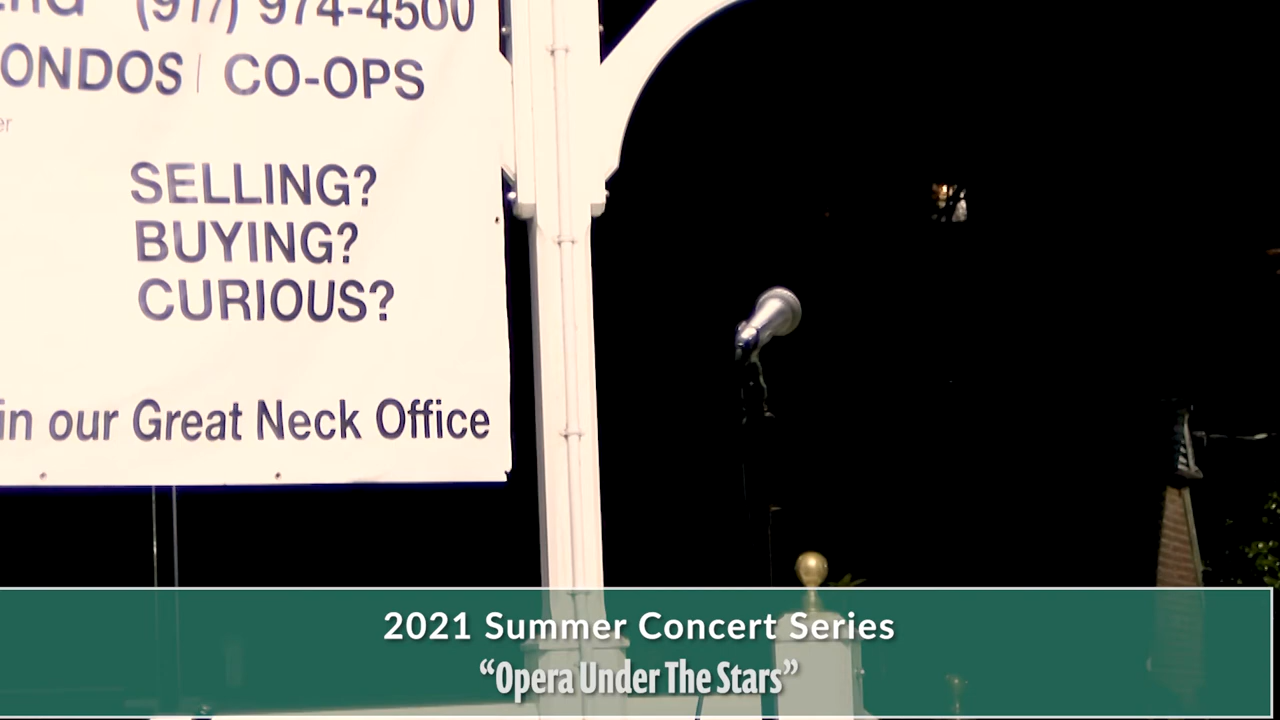 (917) 974-4500
ONDOS | CO-OPS
er
SELLING?
BUYING?
CURIOUS?
in our Great Neck Office
2021 Summer Concert Series
“Opera Under The Stars”